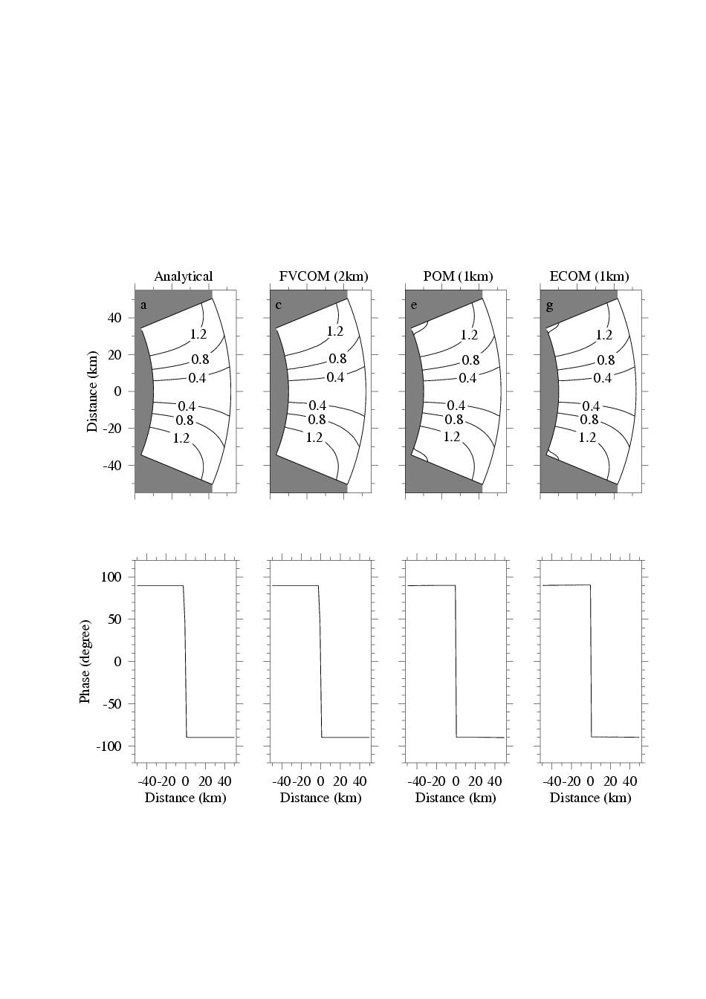 Analytical FVCOM (2km) POM (1km) ECOM (1km)
a c e g
40
20
0
-20
-40
Distance (km)
1.2 1.2 1.2 1.2
0.8 0.8 0.8 0.8
0.4 0.4 0.4 0.4
0.4 0.4 0.4 0.4
0.8 0.8 0.8 0.8
1.2 1.2 1.2 1.2
100
50
0
-50
-100
Phase (degree)
-40 -20 0 20 40 -40 -20 0 20 40 -40 -20 0 20 40 -40 -20 0 20 40
Distance (km) Distance (km) Distance (km) Distance (km)